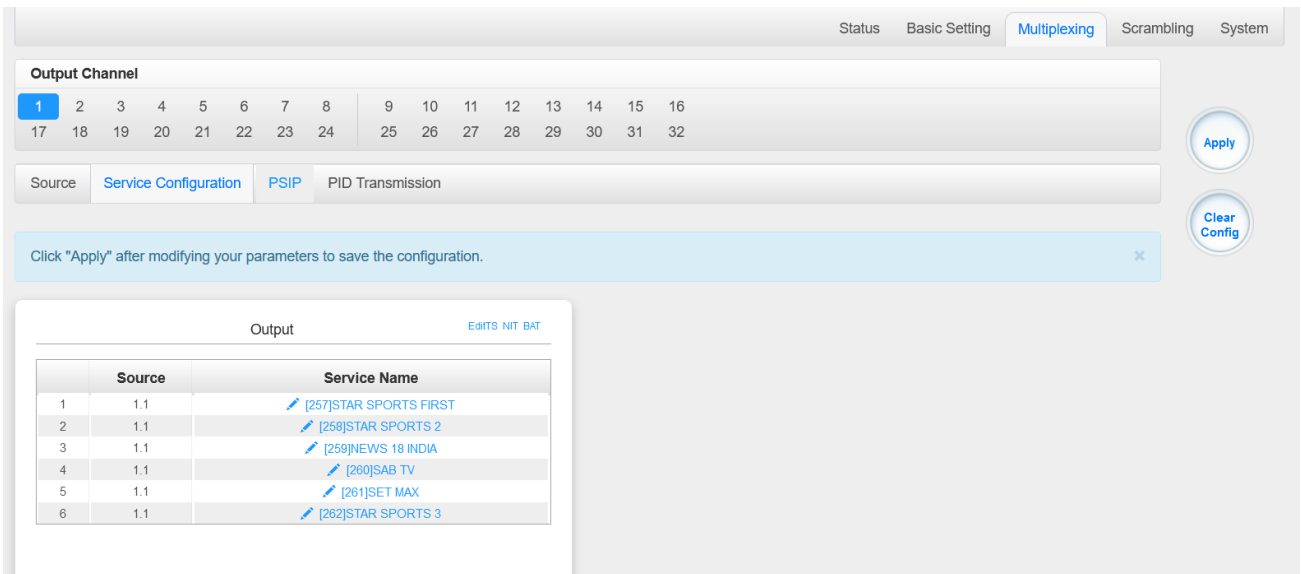 Status Basic Setting Multiplexing Scrambling System
Output Channel
1 2 3 4 5 6 7 8 9 10 11 12 13 14 15 16
17 18 19 20 21 22 23 24 25 26 27 28 29 30 31 32
Apply
Source Service Configuration PSIP PID Transmission
Clear
Config
Click "Apply" after modifying your parameters to save the configuration. ×
Output EditTS NIT BAT
Source Service Name
1 1.1 [257]STAR SPORTS FIRST
2 1.1 [258]STAR SPORTS 2
3 1.1 [259]NEWS 18 INDIA
4 1.1 [260]SAB TV
5 1.1 [261]SET MAX
6 1.1 [262]STAR SPORTS 3